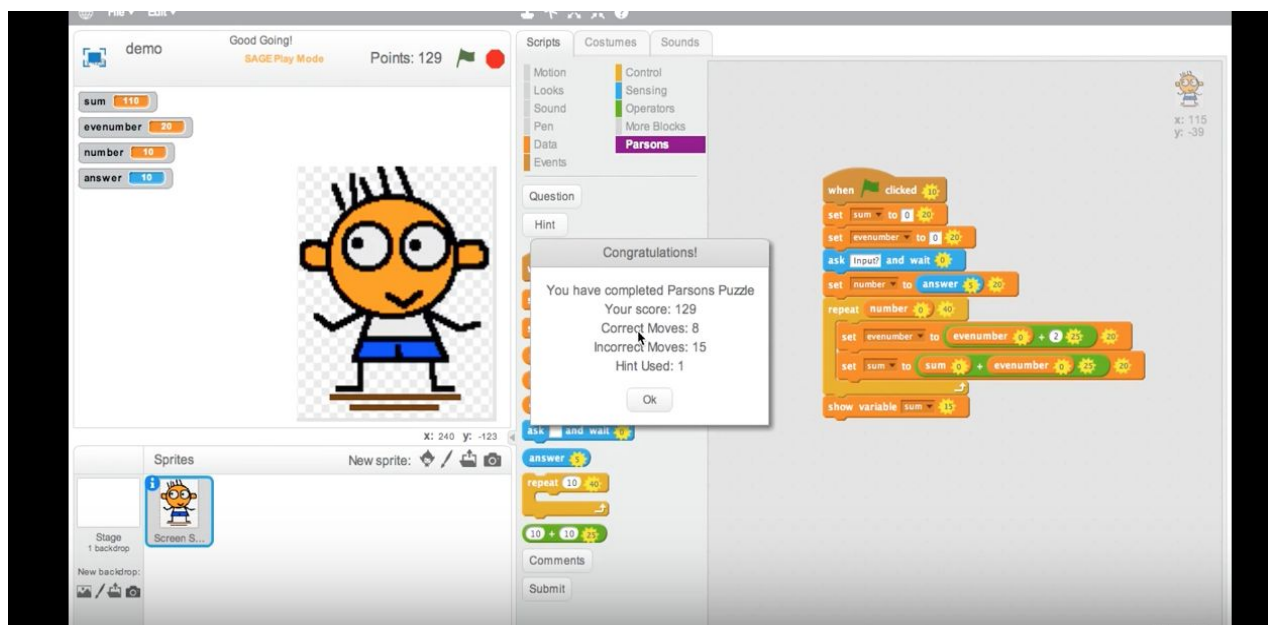 File Edit
demo
Good Going!
SAGE Play Mode
Points: 129
sum 110
evenumber 20
number 10
answer 10
X: 240 y: -123
Sprites
New sprite:
Stage
1 backdrop
Screen S...
New backdrop:
Scripts Costumes Sounds
Motion Control
Looks Sensing
Sound Operators
Pen More Blocks
Data Parsons
Events
Question
Hint
Congratulations!
You have completed Parsons Puzzle
Your score: 129
Correct Moves: 8
Incorrect Moves: 15
Hint Used: 1
Ok
ask and wait 0
answer 5
repeat 10 40
10 + 10 25
Comments
Submit
x: 115
y: -39
when clicked 10
set sum to 0 20
set evenumber to 0 20
ask Input? and wait 0
set number to answer 5 20
repeat number 0 40
set evenumber to evenumber 0 + 2 25 20
set sum to sum 0 + evenumber 0 25 20
show variable sum 15